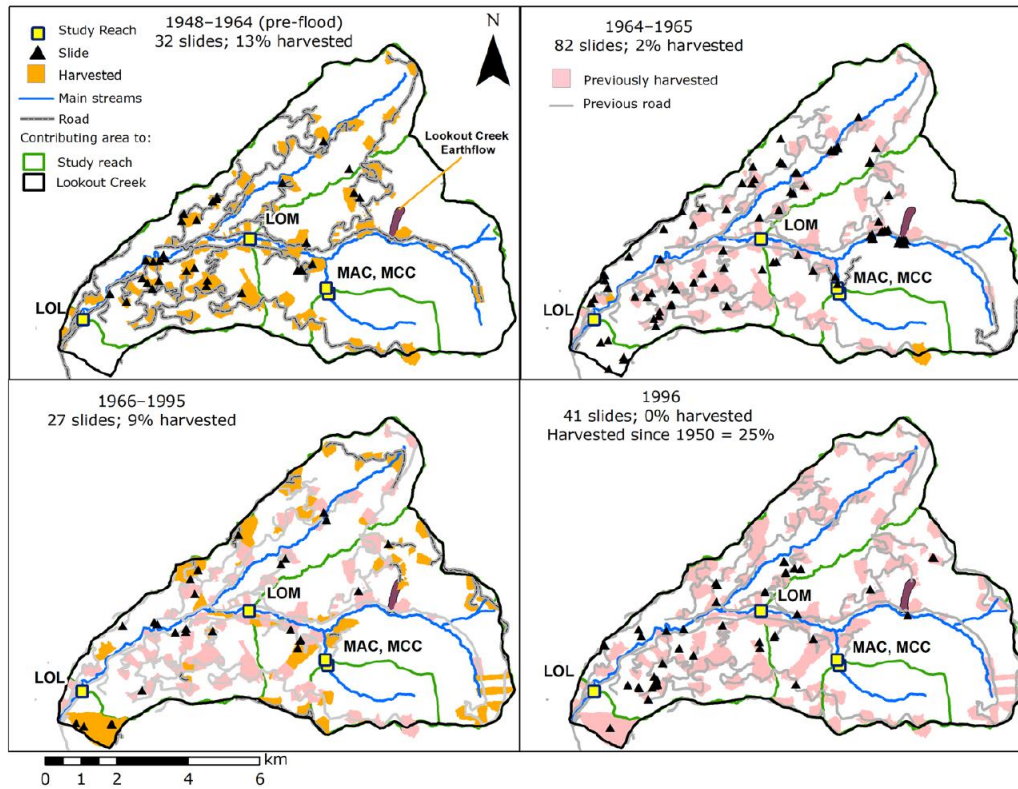 1948–1964 (pre-flood)
32 slides; 13% harvested
N
Study Reach
Slide
Harvested
Main streams
Road
Contributing area to:
Study reach
Lookout Creek
Lookout Creek
Earthflow
LOM
MAC, MCC
LOL
1964–1965
82 slides; 2% harvested
Previously harvested
Previous road
LOM
MAC, MCC
LOL
1966–1995
27 slides; 9% harvested
LOM
MAC, MCC
LOL
1996
41 slides; 0% harvested
Harvested since 1950 = 25%
LOM
MAC, MCC
LOL
km
0 1 2 4 6